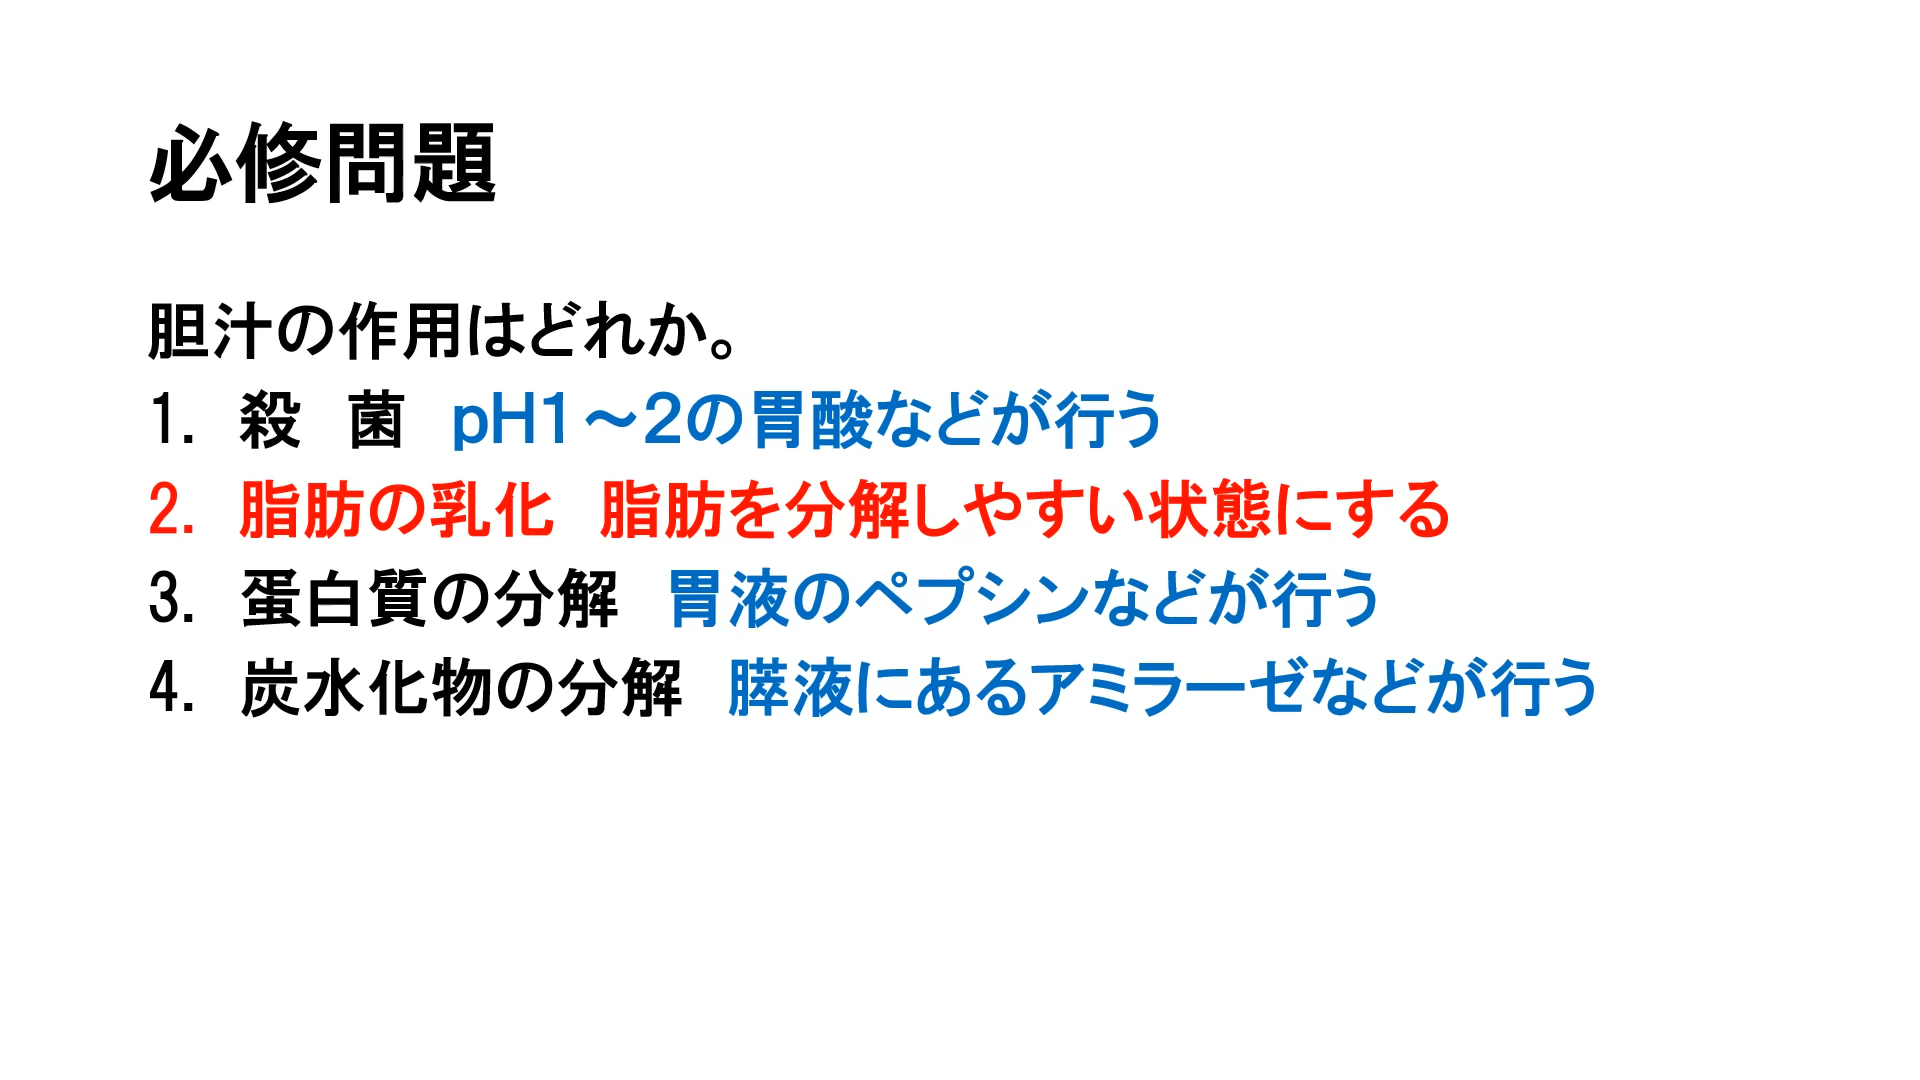 必修問題
胆汁の作用はどれか。
1. 殺　菌　pH1～2の胃酸などが行う
2. 脂肪の乳化　脂肪を分解しやすい状態にする
3. 蛋白質の分解　胃液のペプシンなどが行う
4. 炭水化物の分解　膵液にあるアミラーゼなどが行う